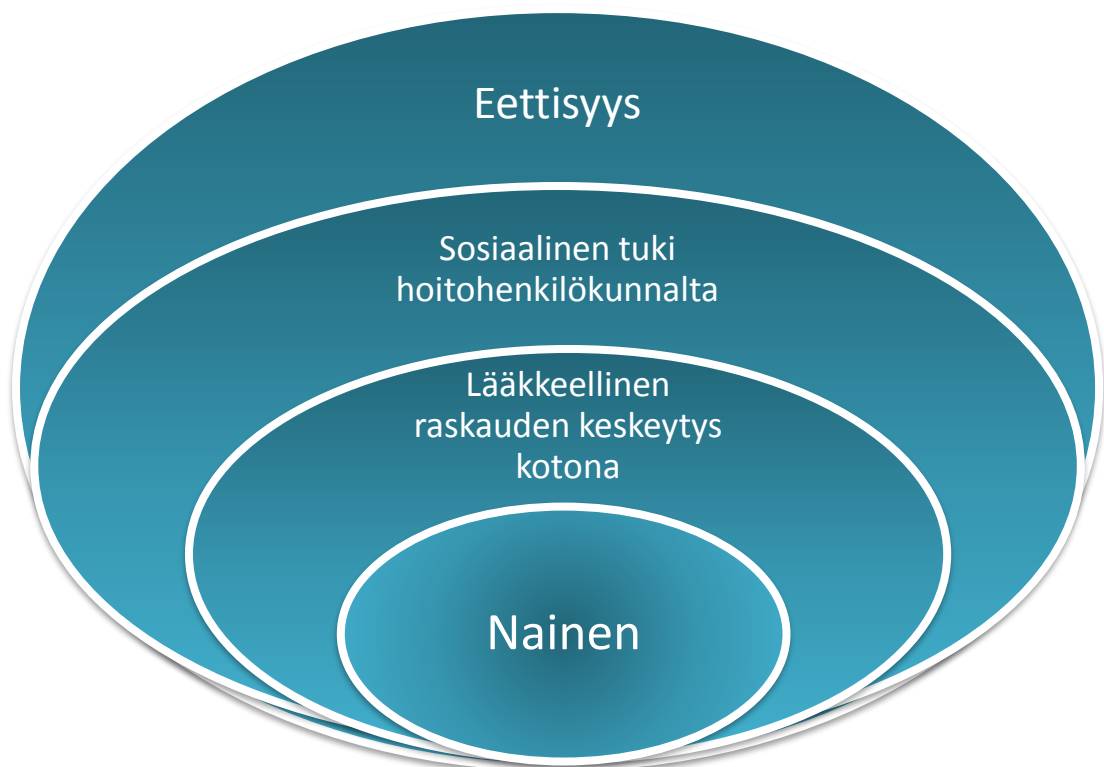 Eettisyys
Sosiaalinen tuki
hoitohenkilökunnalta
Lääkkeellinen
raskauden keskeytys
kotona
Nainen